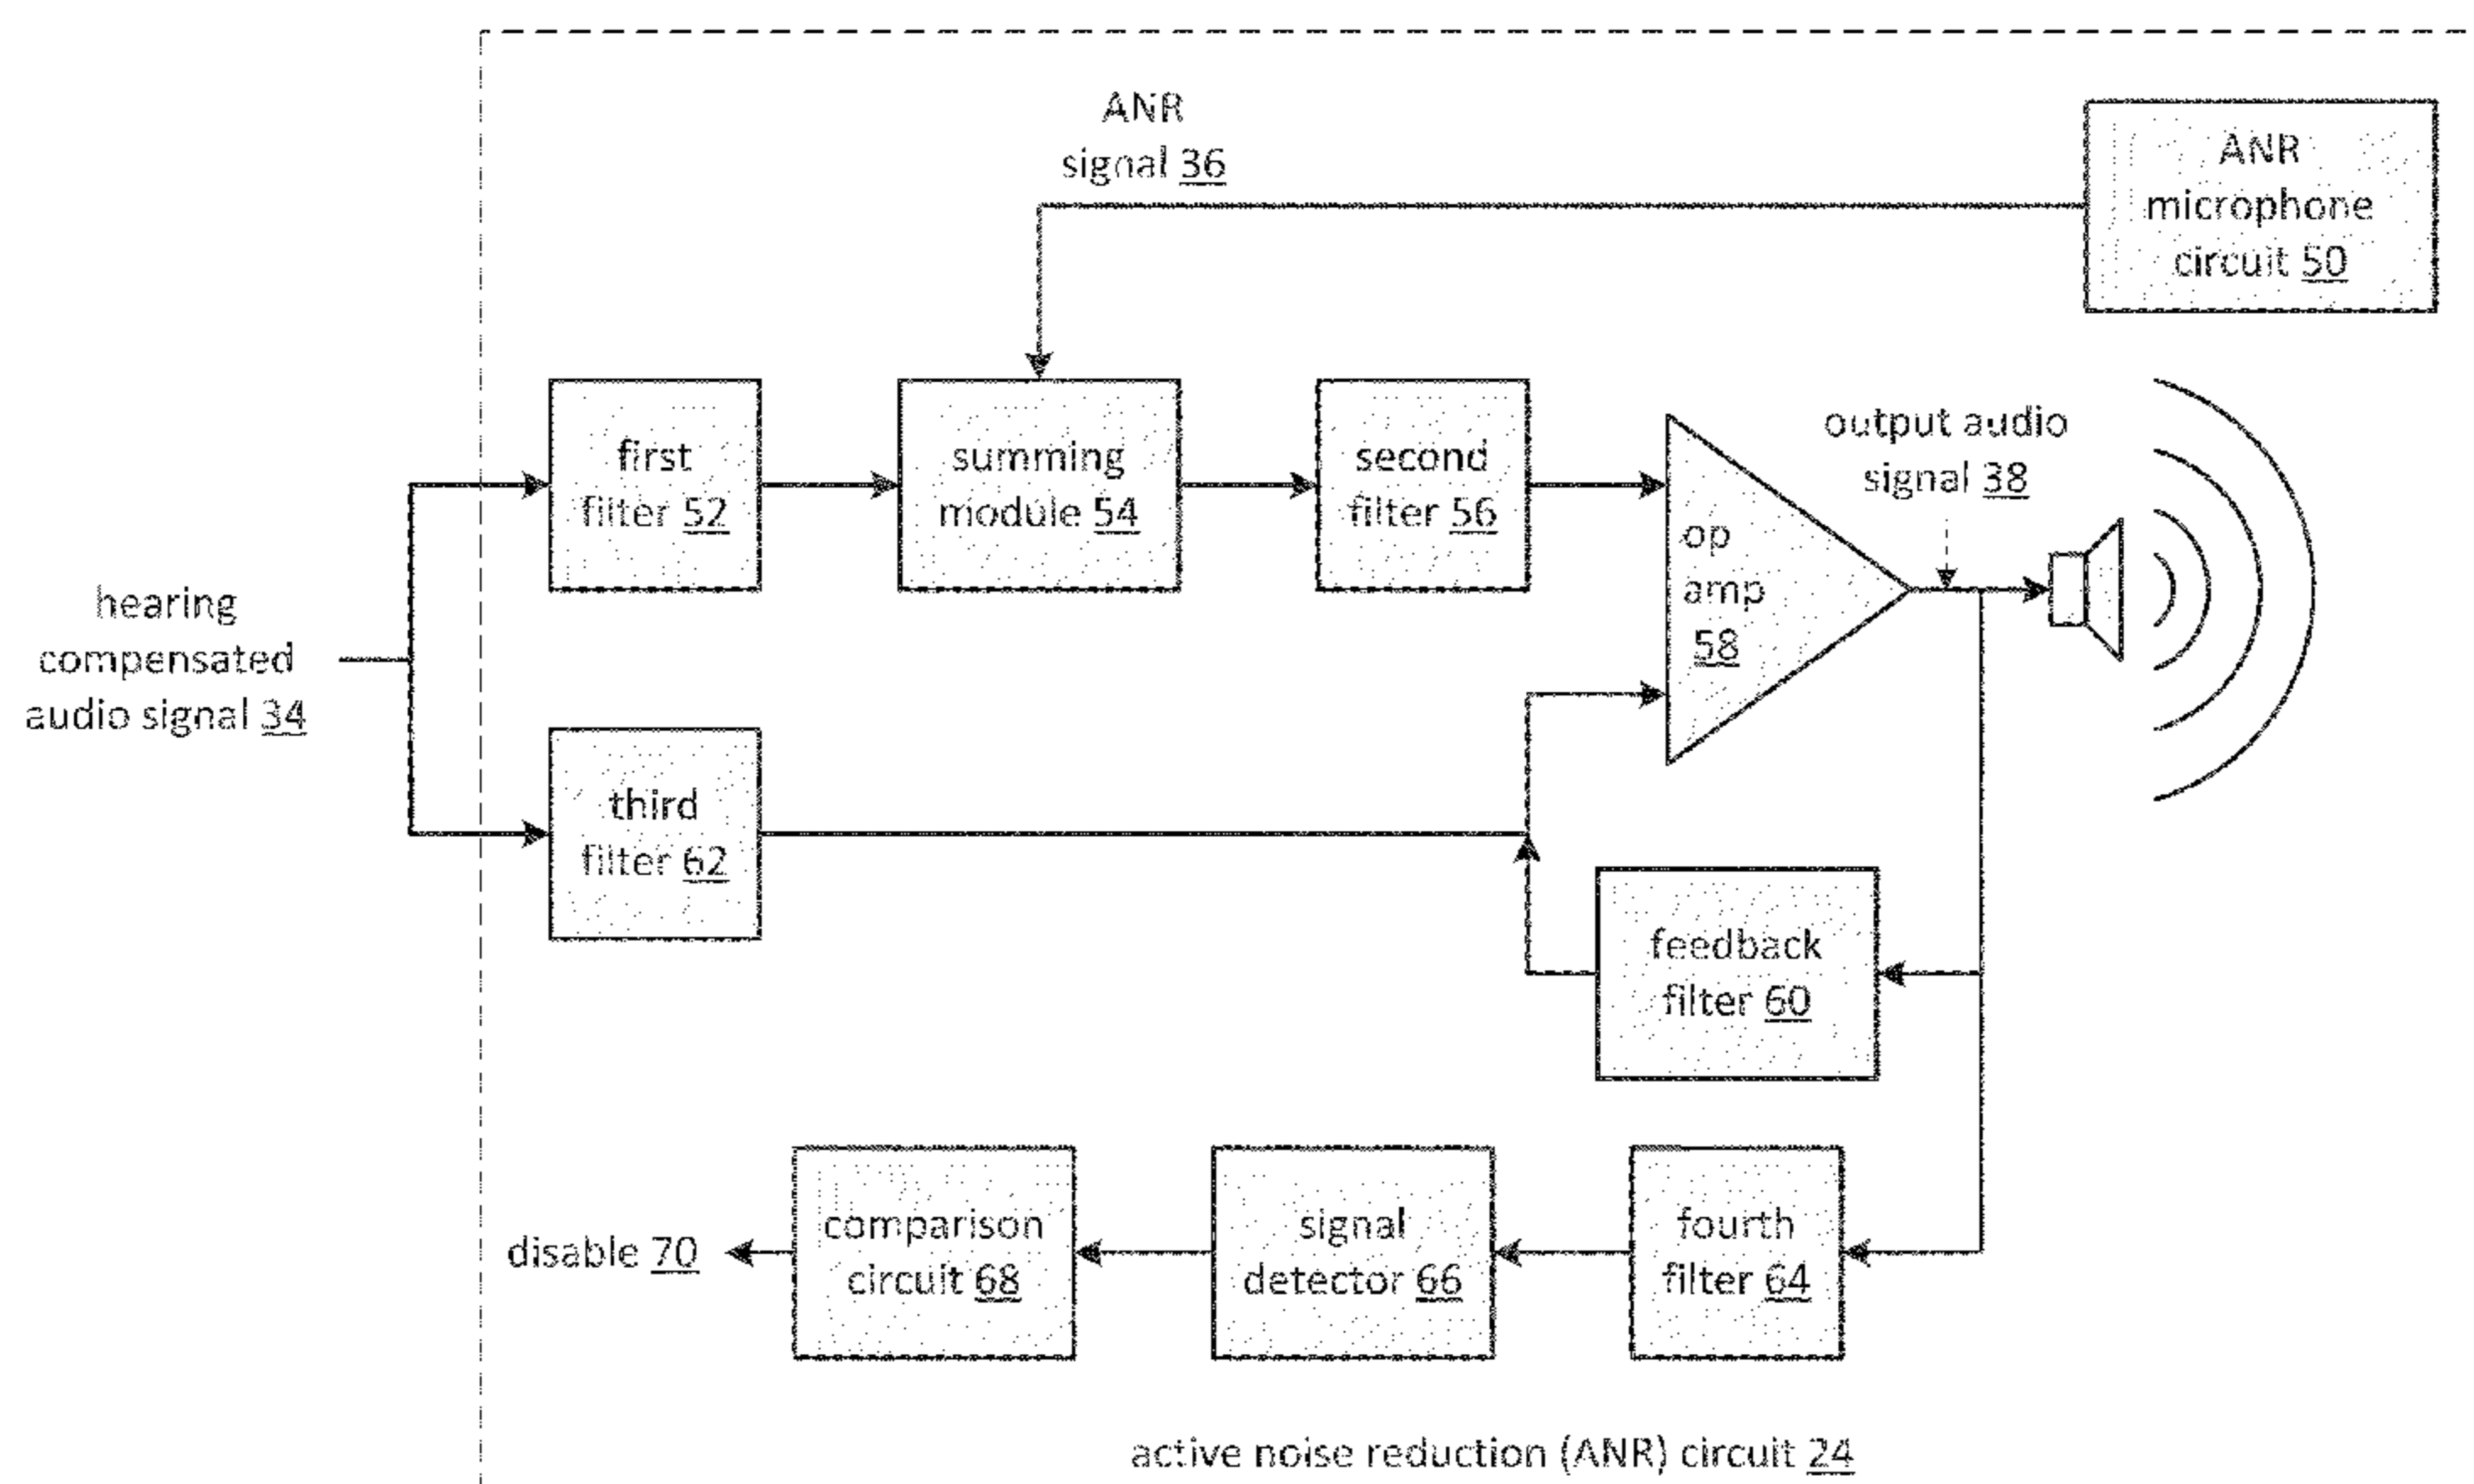 ANR
signal 36
ANR
microphone
circuit 50
first
filter 52
summing
module 54
second
filter 56
op
amp
58
output audio
signal 38
hearing
compensated
audio signal 34
third
filter 62
feedback
filter 60
disable 70
comparison
circuit 68
signal
detector 66
fourth
filter 64
active noise reduction (ANR) circuit 24